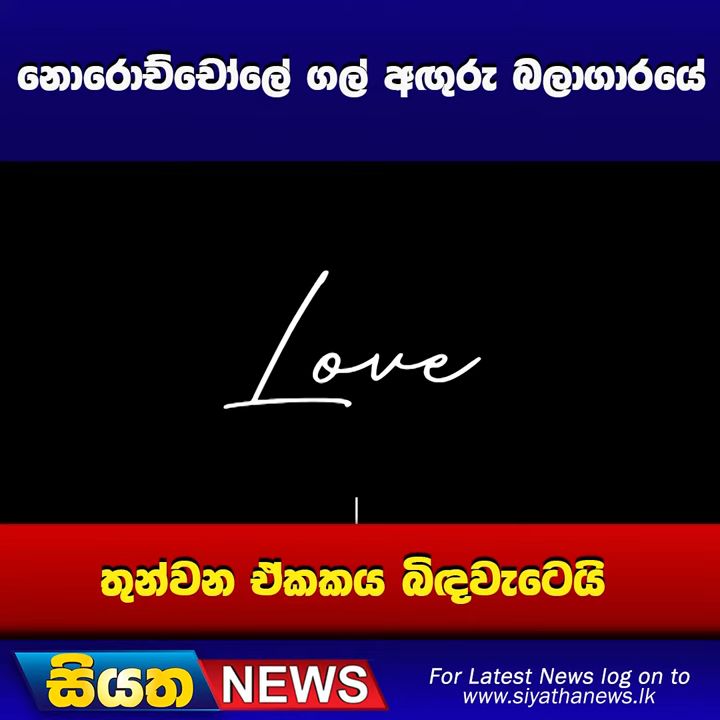 නොරොච්චෝලේ ගල් අඟුරු බලාගාරයේ
Love
තුන්වන ඒකකය බිඳවැටෙයි
සියත NEWS
For Latest News log on to
www.siyathanews.lk